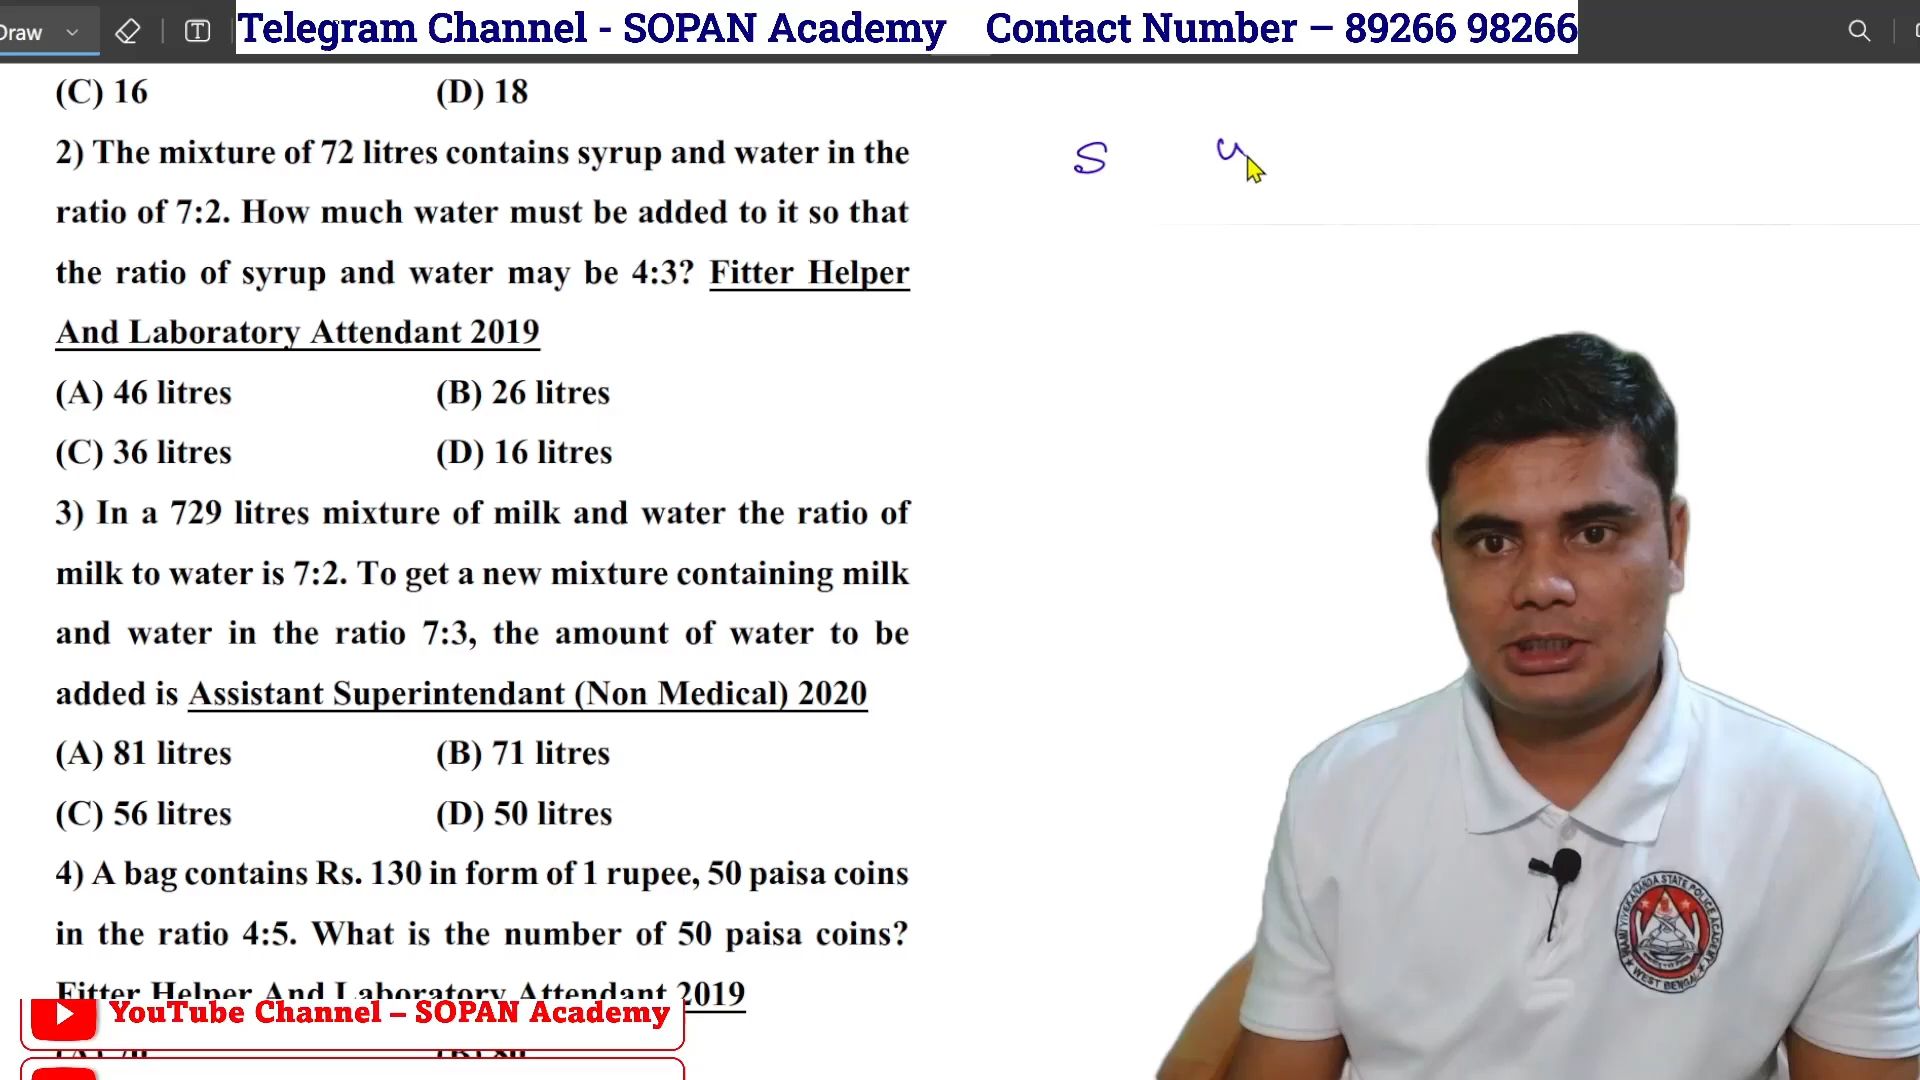 Draw
Telegram Channel - SOPAN Academy Contact Number – 89266 98266
(C) 16 (D) 18
2) The mixture of 72 litres contains syrup and water in the
ratio of 7:2. How much water must be added to it so that
the ratio of syrup and water may be 4:3? Fitter Helper
And Laboratory Attendant 2019
(A) 46 litres (B) 26 litres
(C) 36 litres (D) 16 litres
3) In a 729 litres mixture of milk and water the ratio of
milk to water is 7:2. To get a new mixture containing milk
and water in the ratio 7:3, the amount of water to be
added is Assistant Superintendant (Non Medical) 2020
(A) 81 litres (B) 71 litres
(C) 56 litres (D) 50 litres
4) A bag contains Rs. 130 in form of 1 rupee, 50 paisa coins
in the ratio 4:5. What is the number of 50 paisa coins?
Fitter Helper And Laboratory Attendant 2019
YouTube Channel – SOPAN Academy
S
VIVEKANANDA STATE POLICE ACADEMY
WEST BENGAL